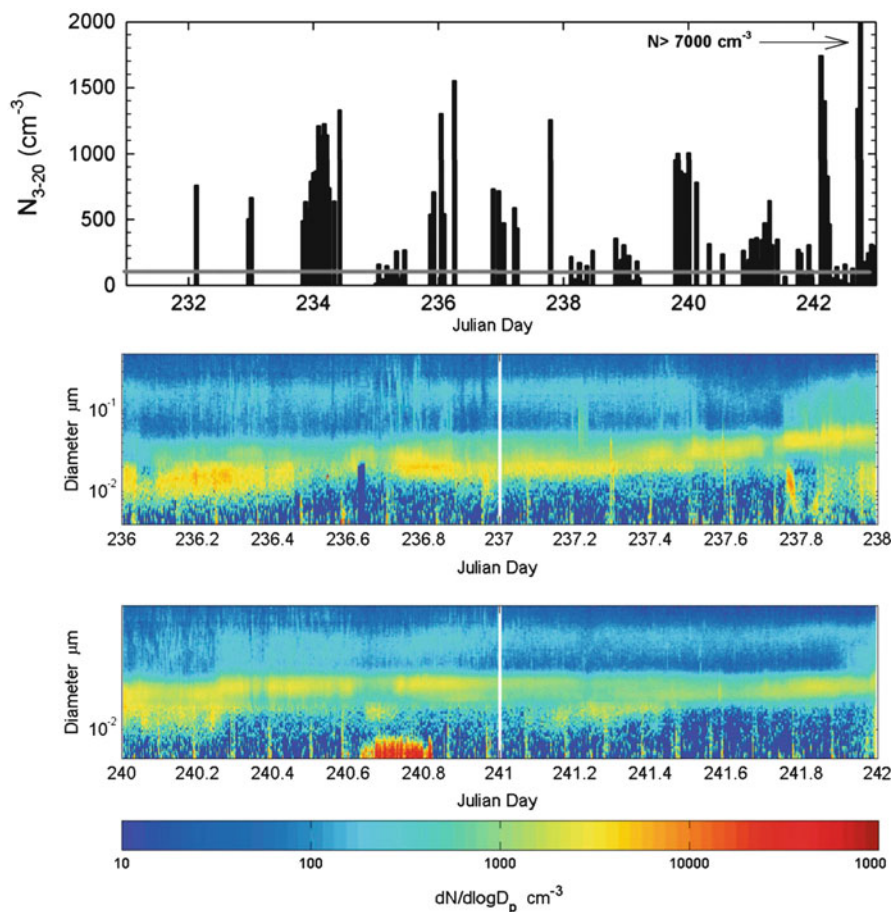 2000
1500
1000
500
0
N3-20 (cm-3)
N> 7000 cm-3
232 234 236 238 240 242
Julian Day
Diameter μm
10-1
10-2
236 236.2 236.4 236.6 236.8 237 237.2 237.4 237.6 237.8 238
Julian Day
Diameter μm
10-2
240 240.2 240.4 240.6 240.8 241 241.2 241.4 241.6 241.8 242
Julian Day
10 100 1000 10000 1000
dN/dlogDp cm-3